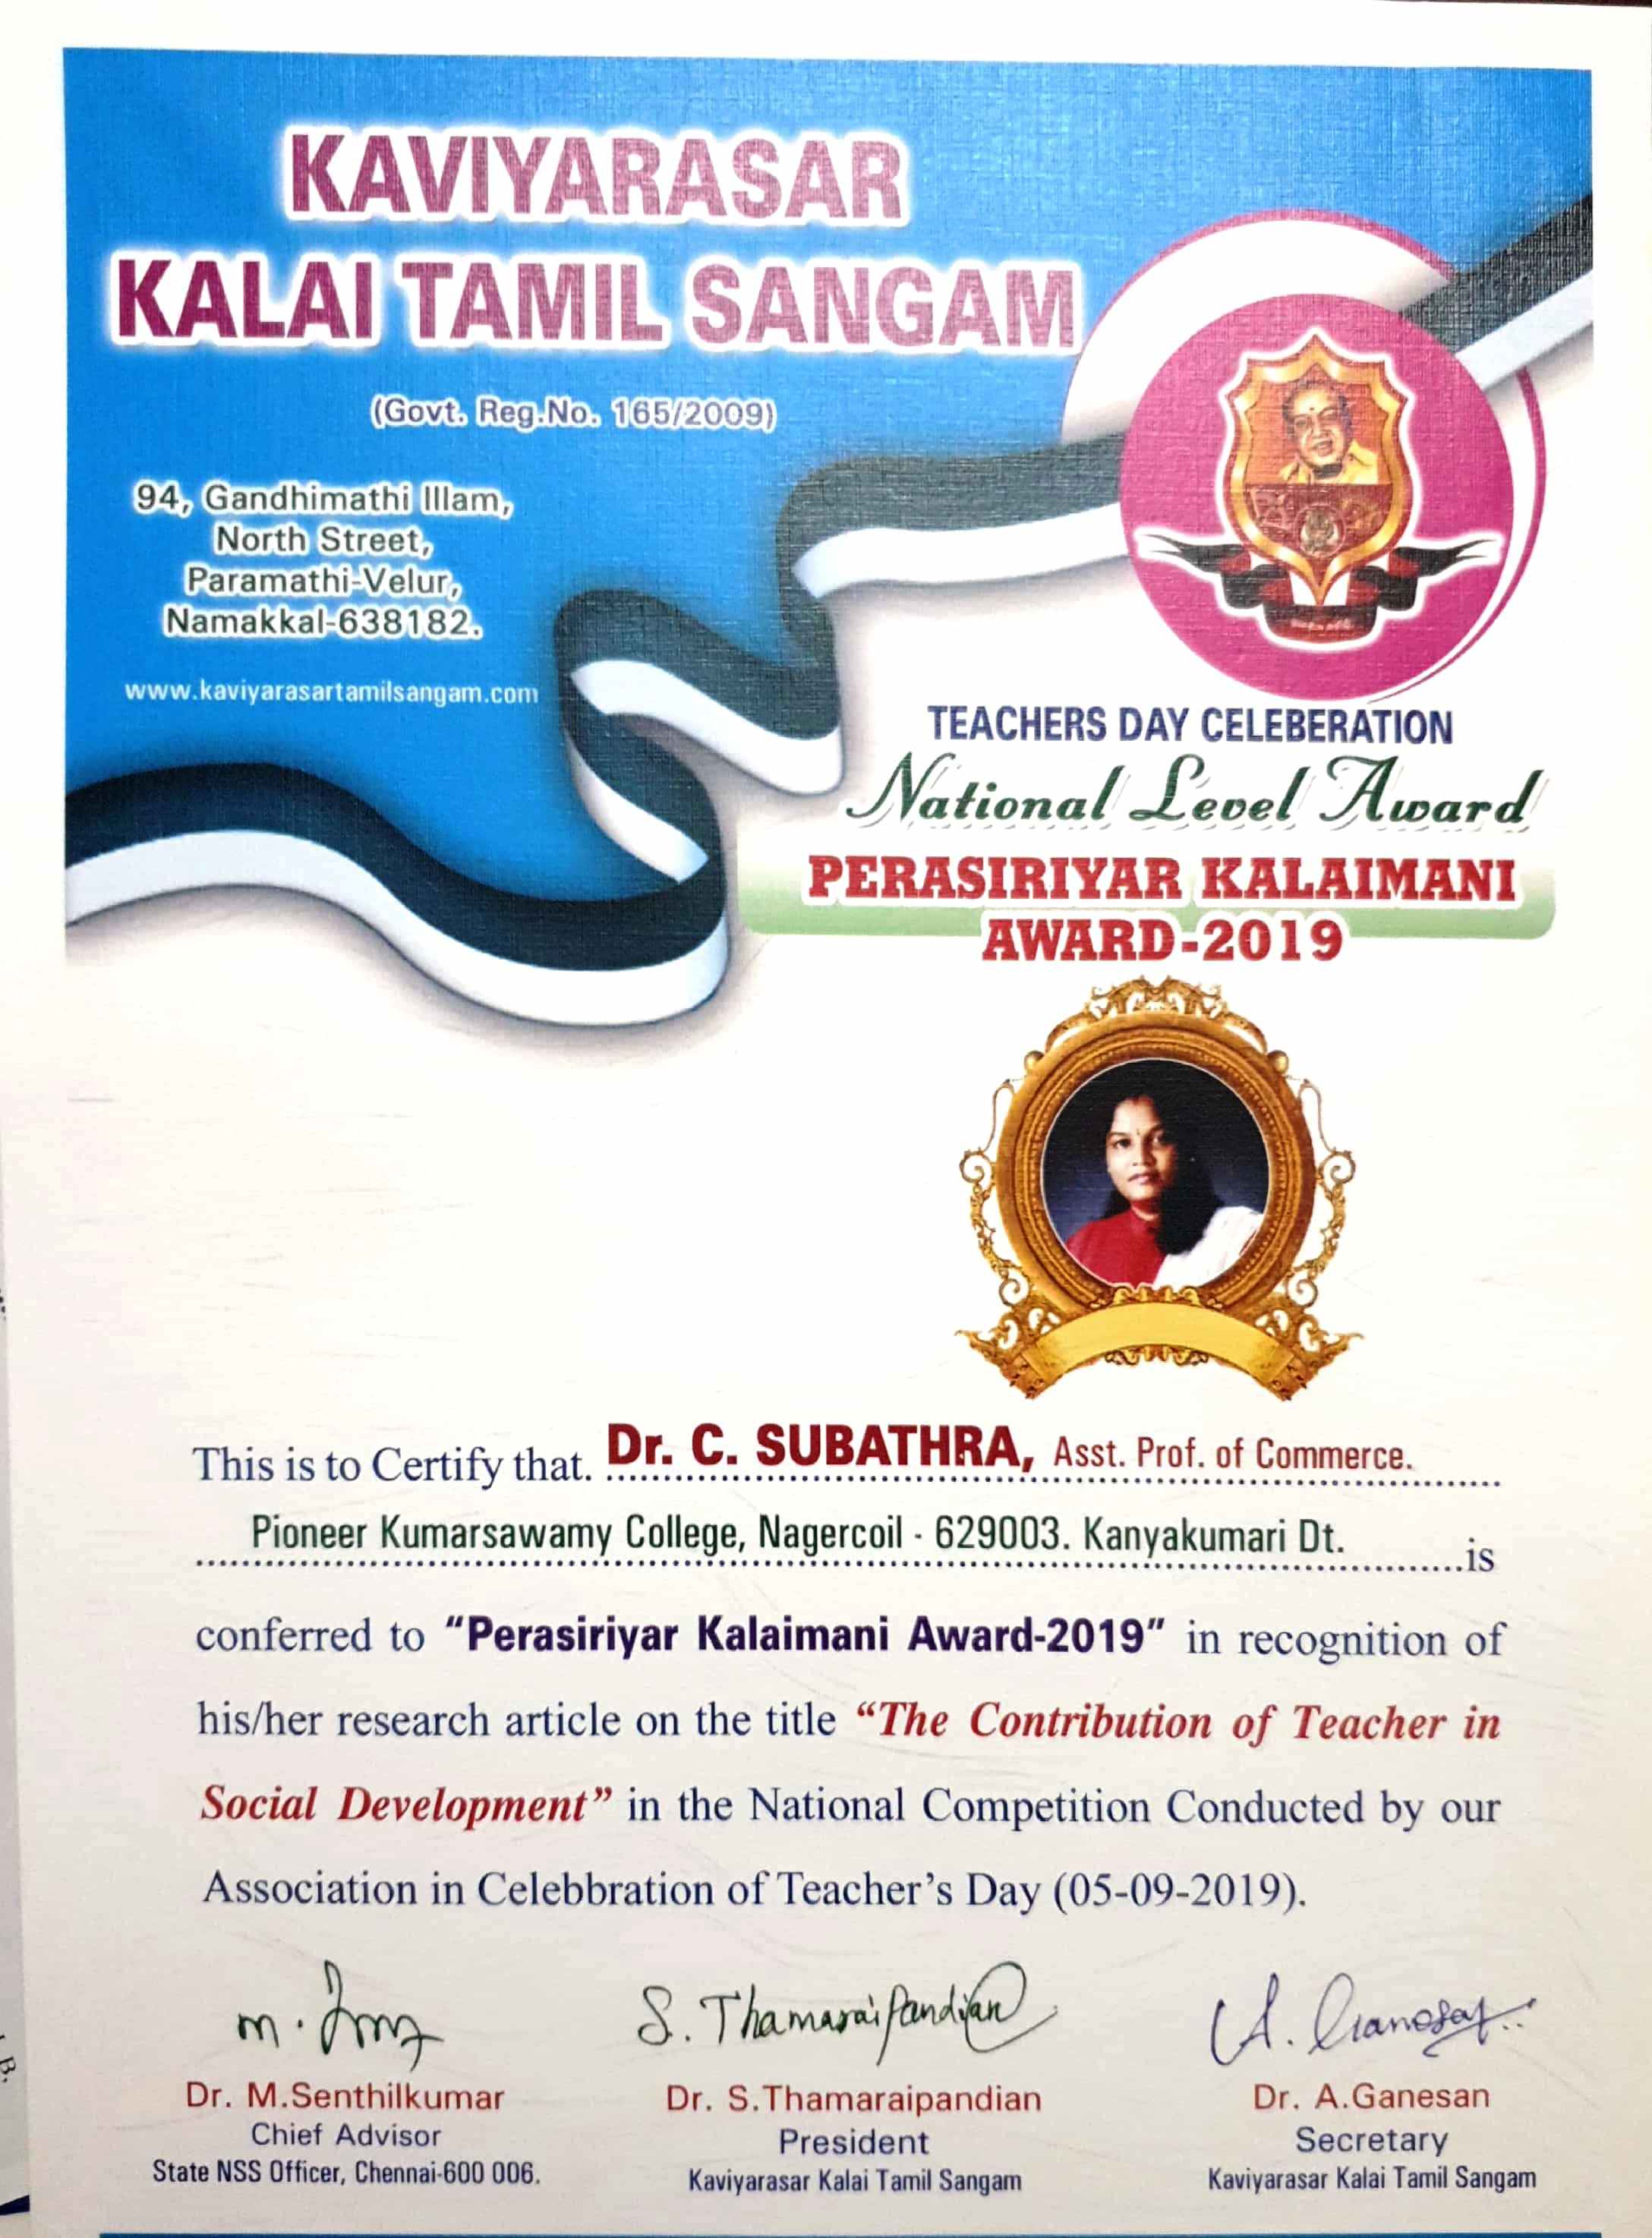 KAVIYARASAR
KALAI TAMIL SANGAM
(Govt. Reg.No. 165/2009)
94, Gandhimathi Illam,
North Street,
Paramathi-Velur,
Namakkal-638182.
www.kaviyarasartamilsangam.com
TEACHERS DAY CELEBERATION
National Level Award
PERASIRIYAR KALAIMANI
AWARD-2019
This is to Certify that. Dr. C. SUBATHRA, Asst. Prof. of Commerce.
Pioneer Kumarsawamy College, Nagercoil - 629003. Kanyakumari Dt. is
conferred to “Perasiriyar Kalaimani Award-2019” in recognition of
his/her research article on the title “The Contribution of Teacher in
Social Development” in the National Competition Conducted by our
Association in Celebbration of Teacher’s Day (05-09-2019).
S. Thamaraipandian
Dr. M.Senthilkumar
Chief Advisor
State NSS Officer, Chennai-600 006.
Dr. S.Thamaraipandian
President
Kaviyarasar Kalai Tamil Sangam
Dr. A.Ganesan
Secretary
Kaviyarasar Kalai Tamil Sangam